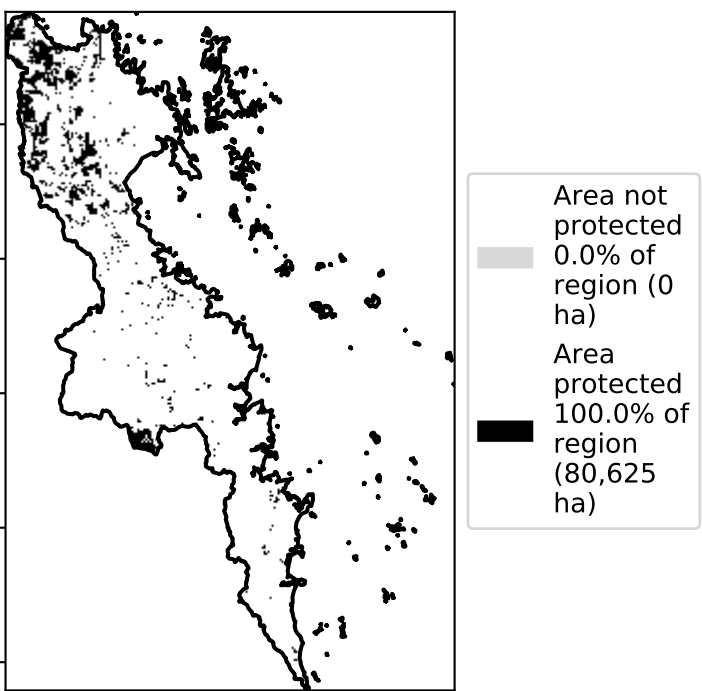 Area not
protected
0.0% of
region (0
ha)
Area
protected
100.0% of
region
(80,625
ha)